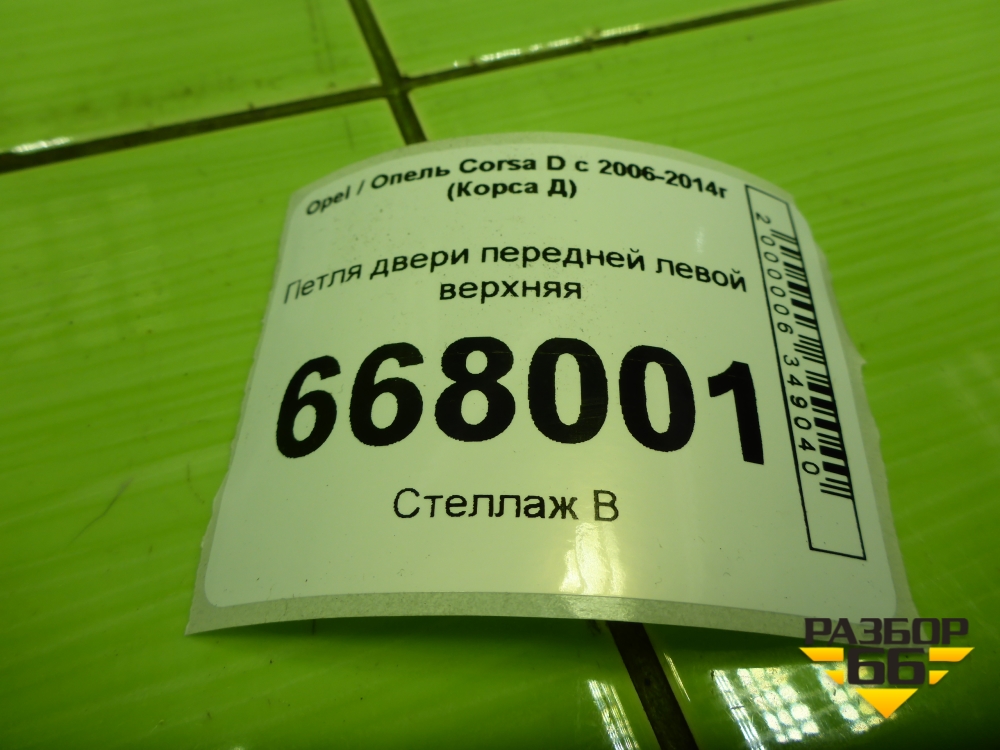 Opel / Опель Corsa D с 2006-2014г
(Корса Д)
Петля двери передней левой
верхняя
668001
Стеллаж В
2000006349040
РАЗБОР
66